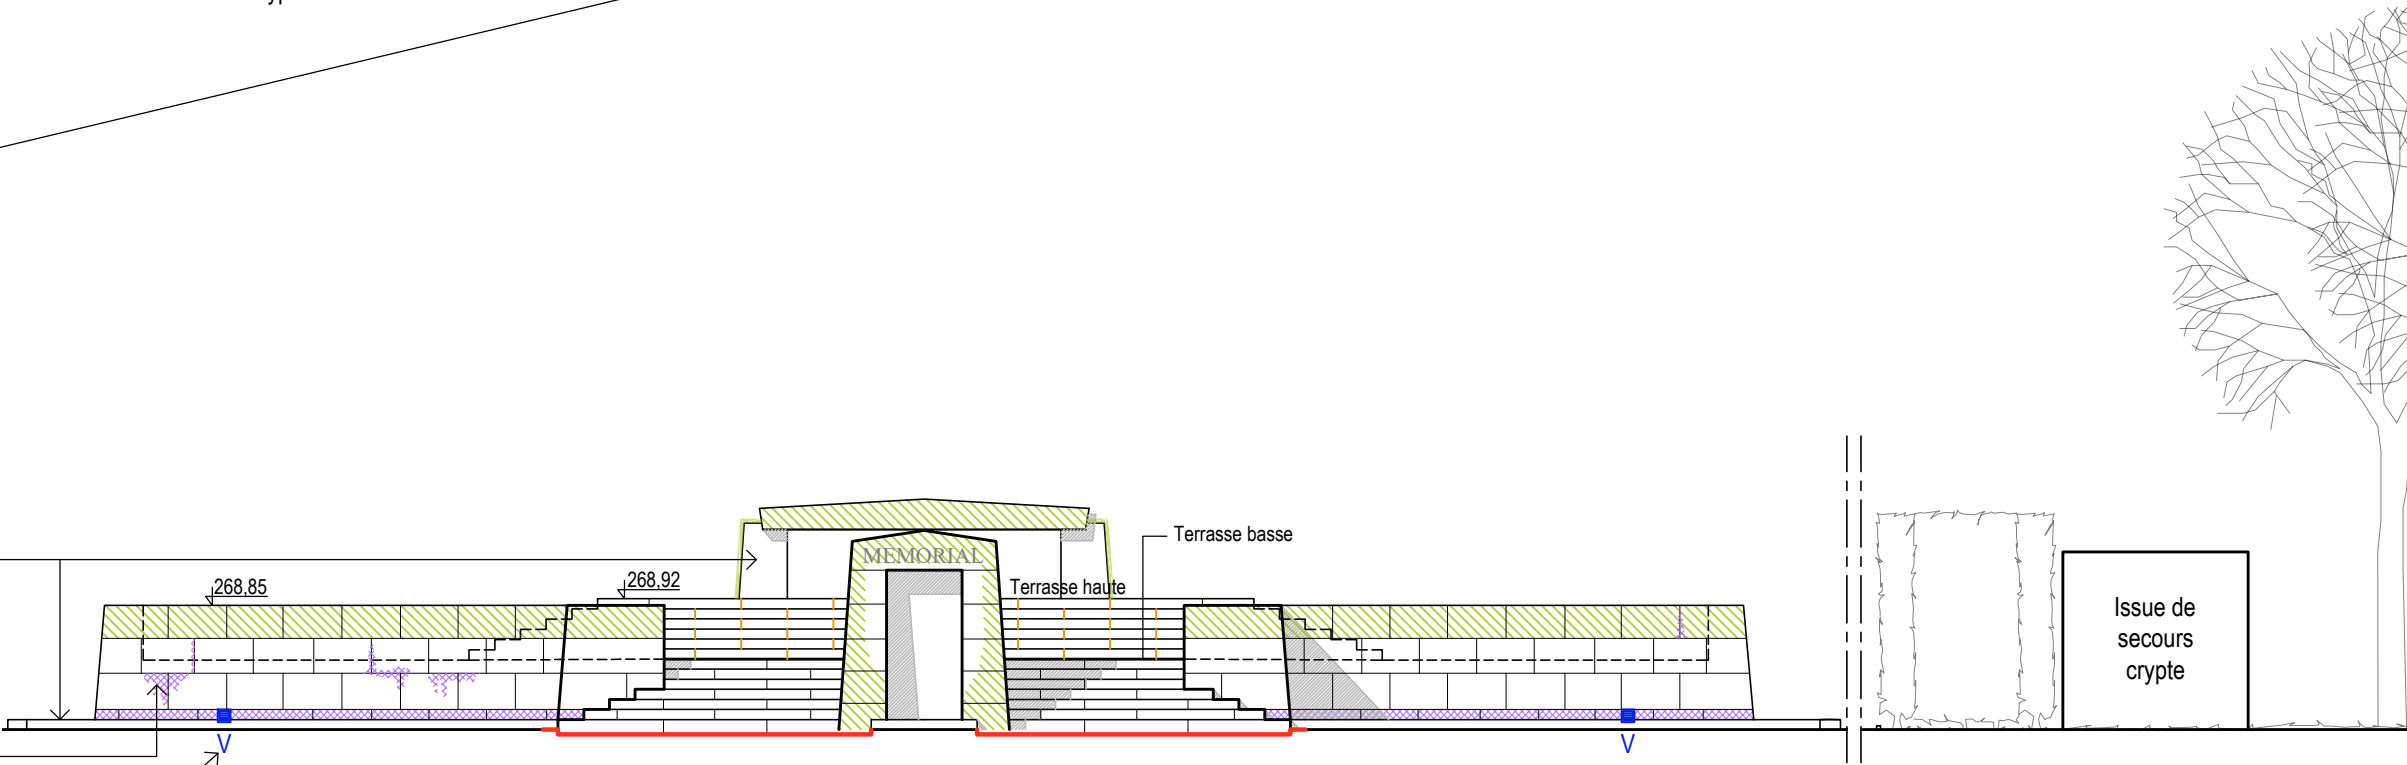 Terrasse basse
MEMORIAL
268,85
268,92
Terrasse haute
Issue de
secours
crypte
V
V